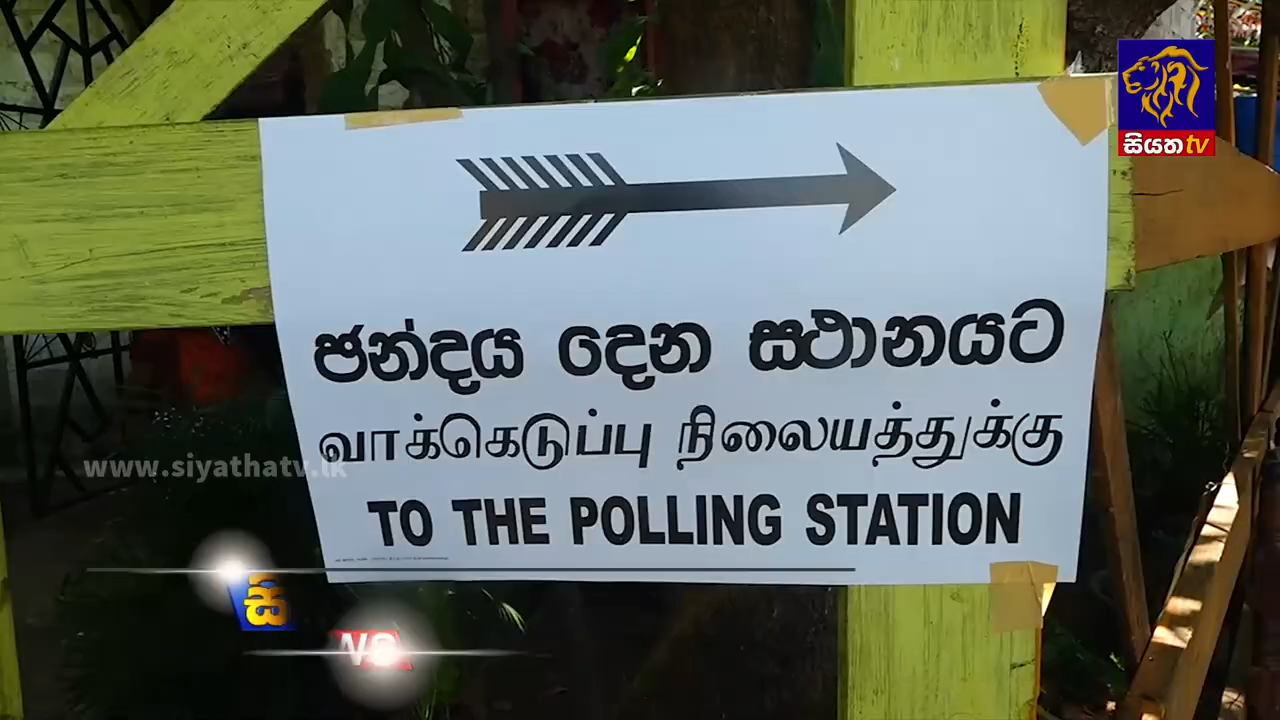 සියත tv
ඡන්දය දෙන ස්ථානයට
வாக்கெடுப்பு நிலையத்துக்கு
www.siyathatv.lk
TO THE POLLING STATION
සි